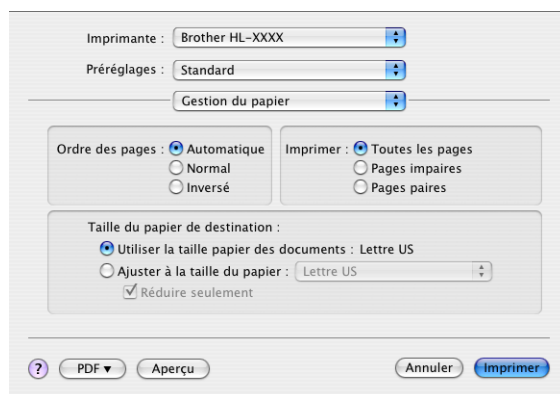 Imprimante : Brother HL-XXXX
Préréglages : Standard
Gestion du papier
Ordre des pages : Automatique
Normal
Inversé
Imprimer : Toutes les pages
Pages impaires
Pages paires
Taille du papier de destination :
Utiliser la taille papier des documents : Lettre US
Ajuster à la taille du papier : Lettre US
Réduire seulement
? PDF ▼ Aperçu Annuler Imprimer